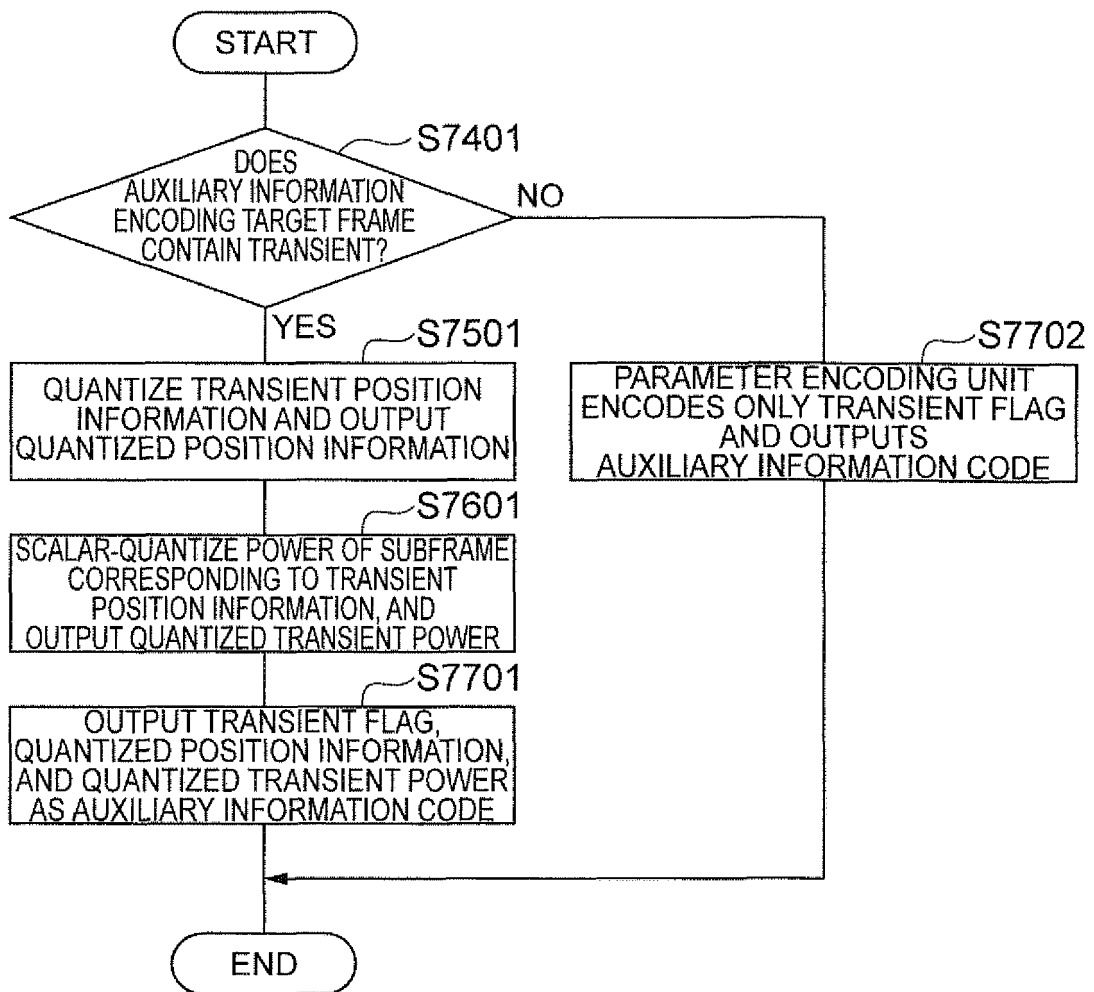 START
S7401
DOES
AUXILIARY INFORMATION
ENCODING TARGET FRAME
CONTAIN TRANSIENT?
NO
YES
S7501
QUANTIZE TRANSIENT POSITION
INFORMATION AND OUTPUT
QUANTIZED POSITION INFORMATION
S7702
PARAMETER ENCODING UNIT
ENCODES ONLY TRANSIENT FLAG
AND OUTPUTS
AUXILIARY INFORMATION CODE
S7601
SCALAR-QUANTIZE POWER OF SUBFRAME
CORRESPONDING TO TRANSIENT
POSITION INFORMATION, AND
OUTPUT QUANTIZED TRANSIENT POWER
S7701
OUTPUT TRANSIENT FLAG,
QUANTIZED POSITION INFORMATION,
AND QUANTIZED TRANSIENT POWER
AS AUXILIARY INFORMATION CODE
END